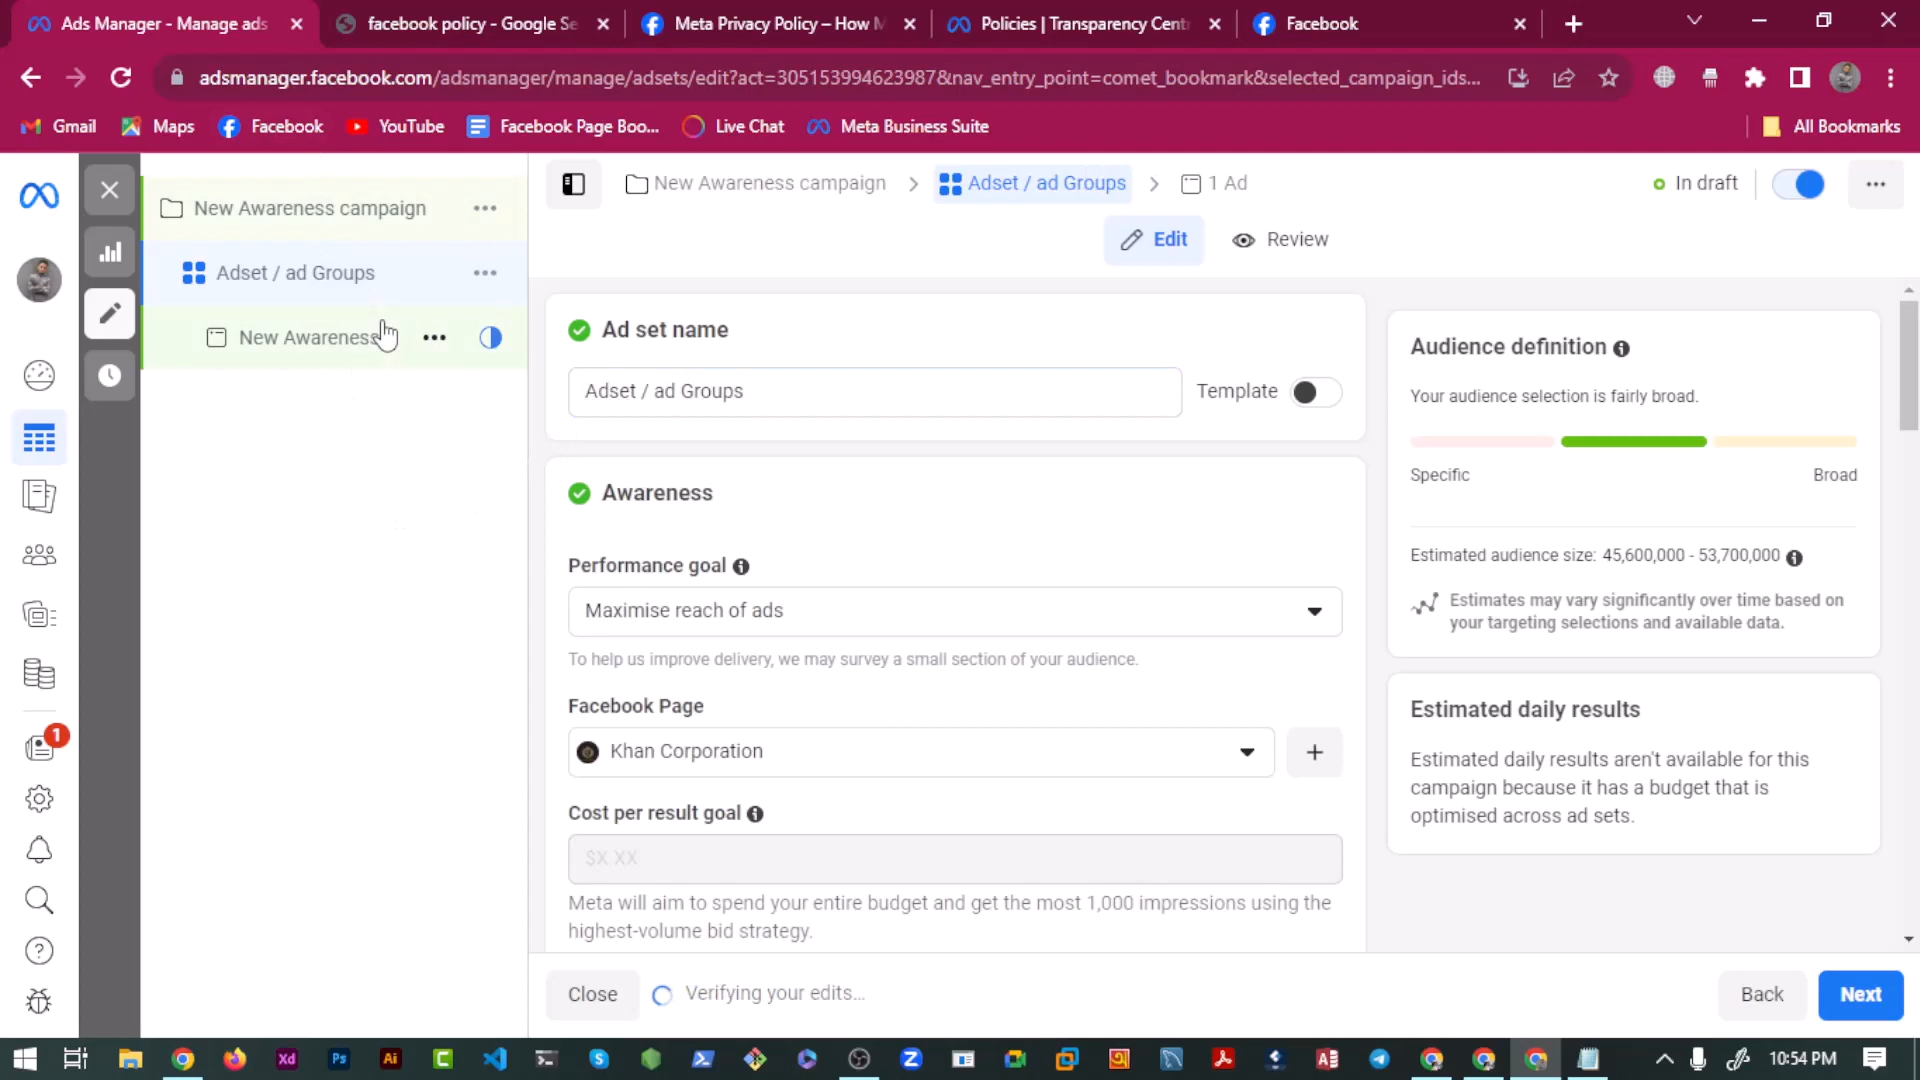 Ads Manager - Manage ads
facebook policy - Google Se
Meta Privacy Policy – How M
Policies | Transparency Cent
Facebook
adsmanager.facebook.com/adsmanager/manage/adsets/edit?act=305153994623987&nav_entry_point=comet_bookmark&selected_campaign_ids...
Gmail
Maps
Facebook
YouTube
Facebook Page Boo...
Live Chat
Meta Business Suite
All Bookmarks
New Awareness campaign
Adset / ad Groups
New Awareness
1
New Awareness campaign
Adset / ad Groups
1 Ad
In draft
Edit
Review
Ad set name
Adset / ad Groups
Template
Awareness
Performance goal
Maximise reach of ads
To help us improve delivery, we may survey a small section of your audience.
Facebook Page
Khan Corporation
Cost per result goal
$X.XX
Meta will aim to spend your entire budget and get the most 1,000 impressions using the
highest-volume bid strategy.
Audience definition
Your audience selection is fairly broad.
Specific
Broad
Estimated audience size: 45,600,000 - 53,700,000
Estimates may vary significantly over time based on
your targeting selections and available data.
Estimated daily results
Estimated daily results aren't available for this
campaign because it has a budget that is
optimised across ad sets.
Close
Verifying your edits...
Back
Next
Xd
Ps
Ai
10:54 PM